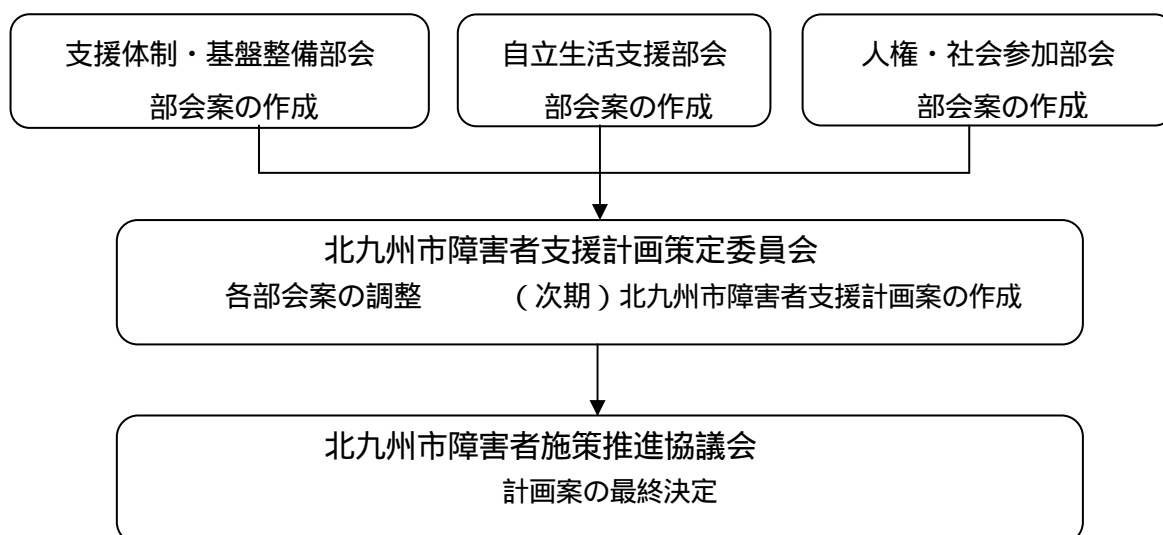 支援体制・基盤整備部会
部会案の作成
自立生活支援部会
部会案の作成
人権・社会参加部会
部会案の作成
北九州市障害者支援計画策定委員会
各部会案の調整 （次期）北九州市障害者支援計画案の作成
北九州市障害者施策推進協議会
計画案の最終決定